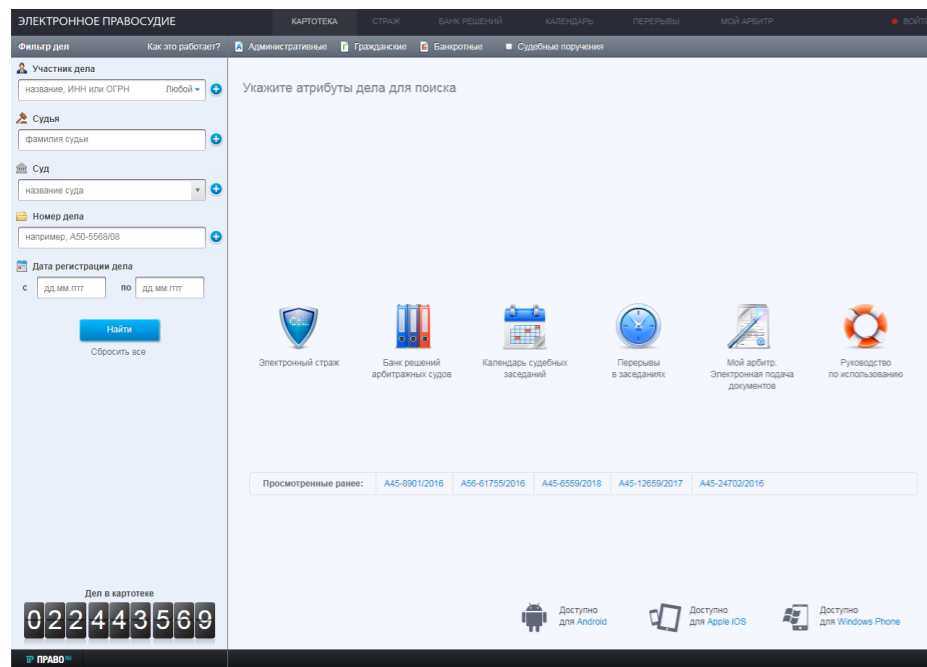 ЭЛЕКТРОННОЕ ПРАВОСУДИЕ
КАРТОТЕКА СТРАЖ БАНК РЕШЕНИЙ КАЛЕНДАРЬ ПЕРЕРЫВЫ МОЙ АРБИТР
Фильтр дел Как это работает? А Административные Г Гражданские Б Банкротные Судебные поручения
Участник дела
название, ИНН или ОГРН Любой
Укажите атрибуты дела для поиска
Судья
фамилия судьи
Суд
название суда
Номер дела
например, А50-5568/08
Дата регистрации дела
с дд.мм.гггг по дд.мм.гггг
Найти
Сбросить все
Электронный страж
Банк решений
арбитражных судов
Календарь судебных
заседаний
Перерывы
в заседаниях
Мой арбитр.
Электронная подача
документов
Руководство
по использованию
Просмотренные ранее: А45-8901/2016 А56-61755/2016 А45-6559/2018 А45-12659/2017 А45-24702/2016
Дел в картотеке
022443569
Доступно
для Android
Доступно
для Apple iOS
Доступно
для Windows Phone
ПРАВО